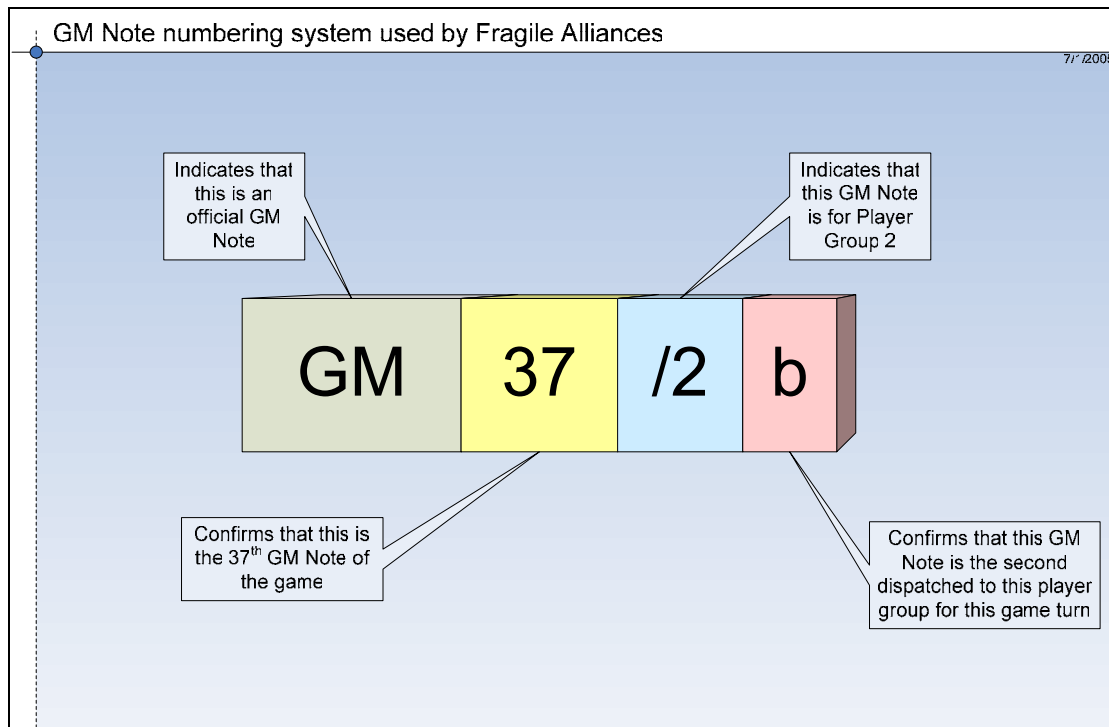 GM Note numbering system used by Fragile Alliances
7/1/2005
Indicates that
this is an
official GM
Note
Indicates that
this GM Note
is for Player
Group 2
GM 37 /2 b
Confirms that this is
the 37th GM Note of
the game
Confirms that this GM
Note is the second
dispatched to this player
group for this game turn